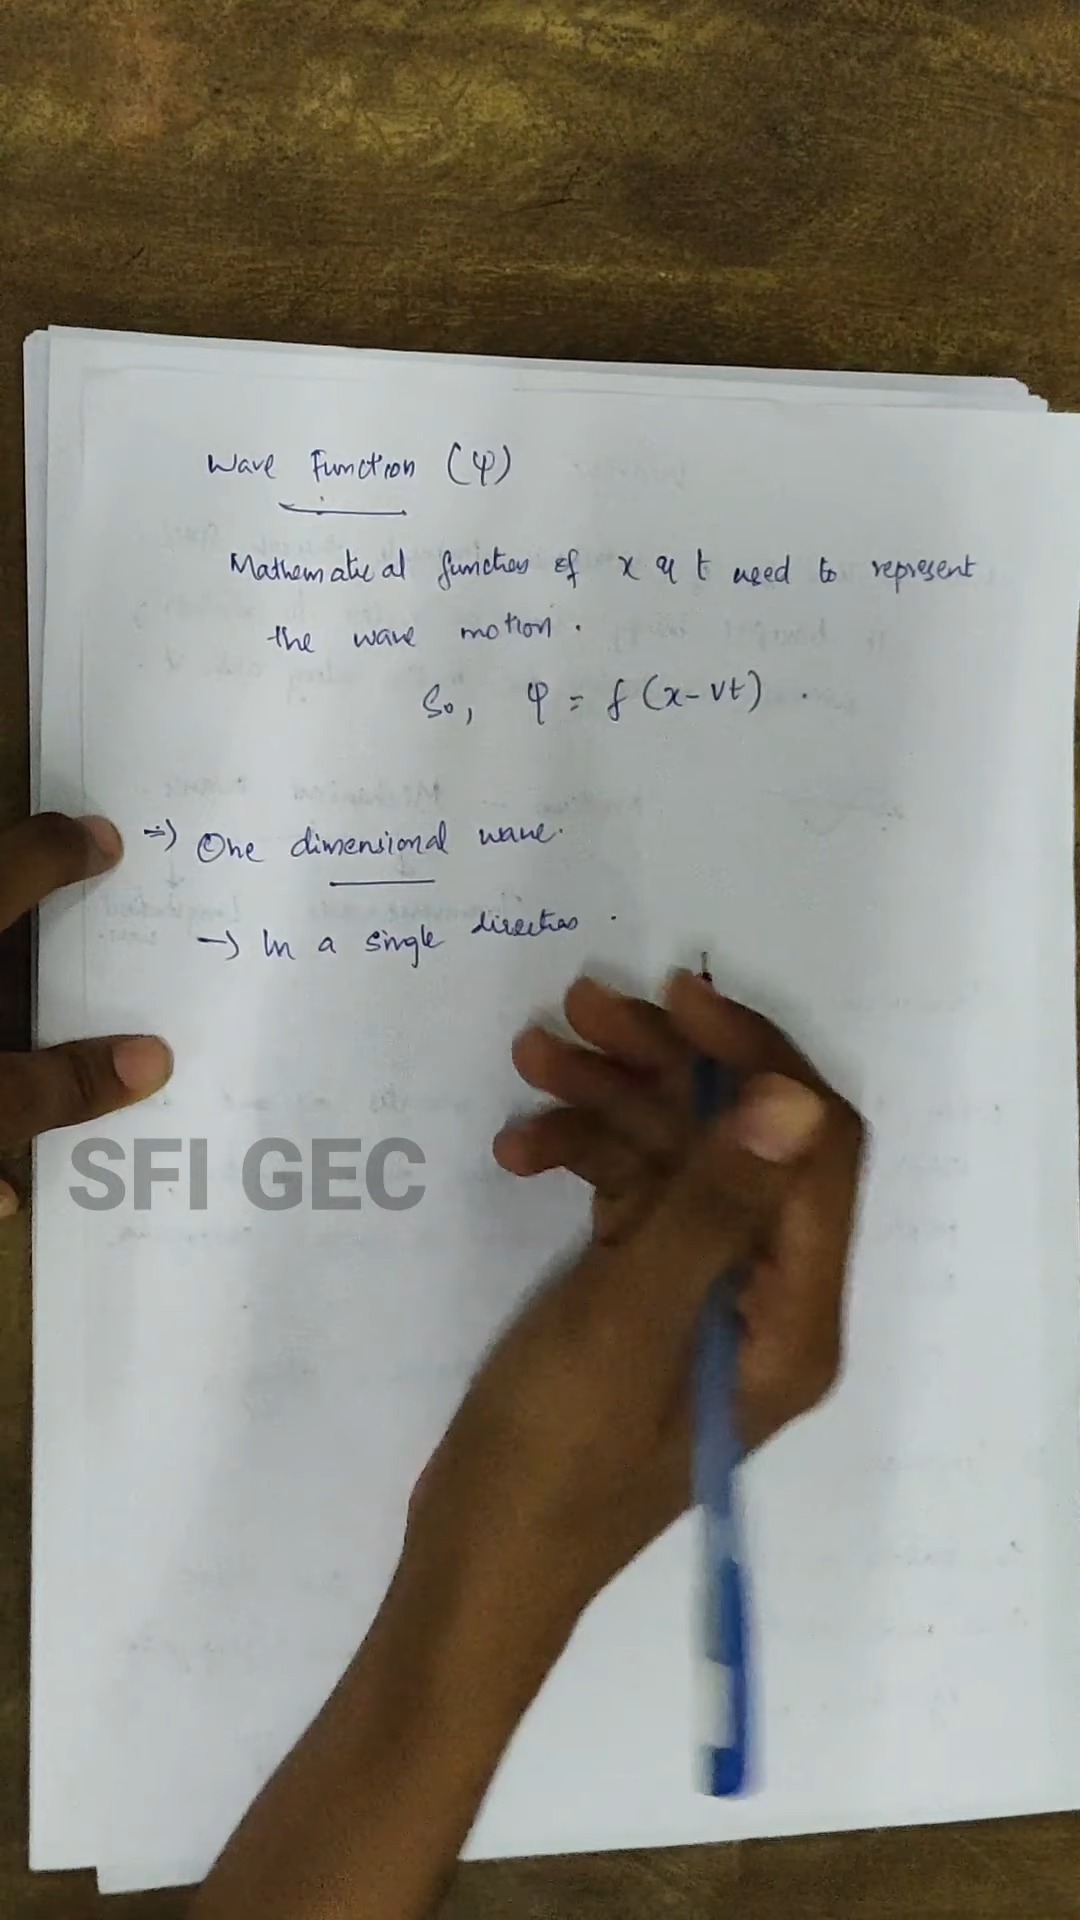 Wave Function (ψ)
Mathematical function of x & t used to represent
the wave motion.
So, ψ = f (x-vt).
⇒ One dimensional wave.
→ In a single direction.
SFI GEC